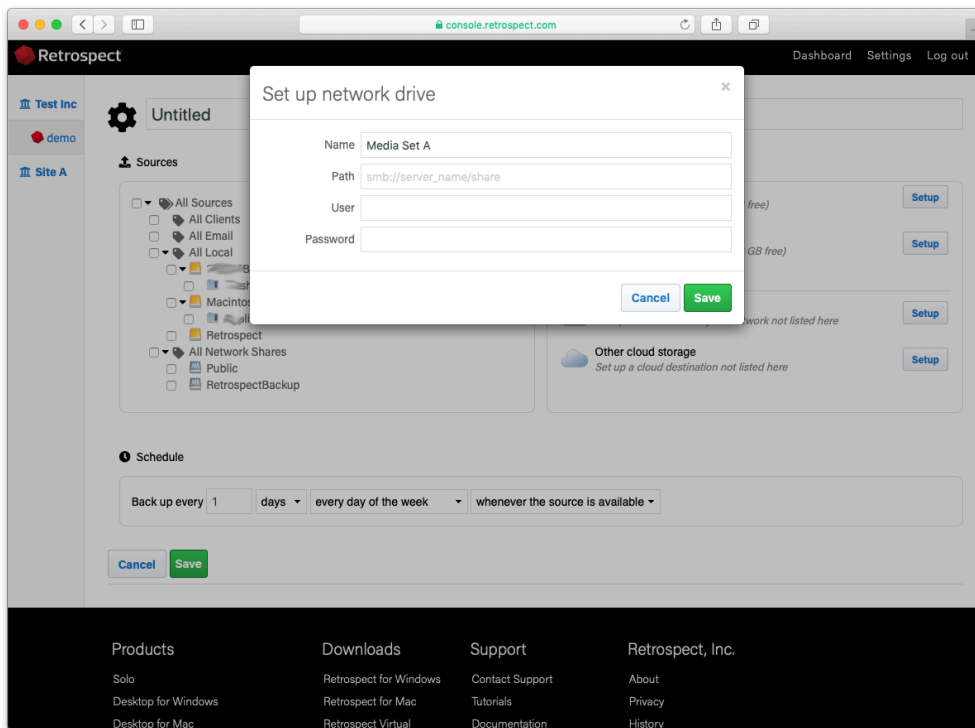 console.retrospect.com
Retrospect
Dashboard Settings Log out
Test Inc
demo
Site A
Untitled
Sources
All Sources
All Clients
All Email
All Local
Macinto
All Network Shares
Retrospect
Public
RetrospectBackup
Set up network drive
×
Name Media Set A
Path smb://server_name/share
User
Password
Cancel Save
free)
Setup
GB free)
Setup
work not listed here
Setup
Other cloud storage
Set up a cloud destination not listed here
Setup
Schedule
Back up every 1 days every day of the week whenever the source is available
Cancel Save
Products
Solo
Desktop for Windows
Desktop for Mac
Downloads
Retrospect for Windows
Retrospect for Mac
Retrospect Virtual
Support
Contact Support
Tutorials
Documentation
Retrospect, Inc.
About
Privacy
History